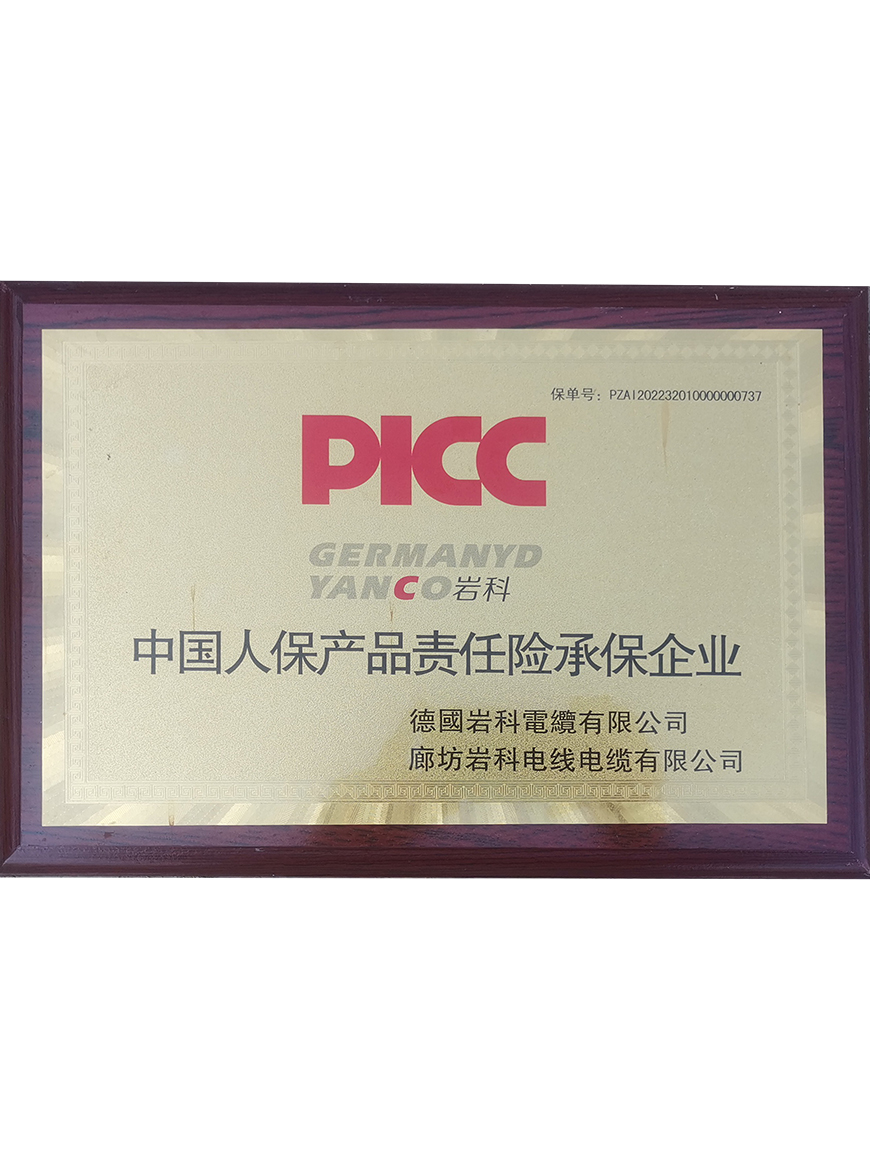 保单号：PZAI202232010000000737
PICC
GERMANYD
YANCO岩科
中国人保产品责任险承保企业
德國岩科電纜有限公司
廊坊岩科电线电缆有限公司